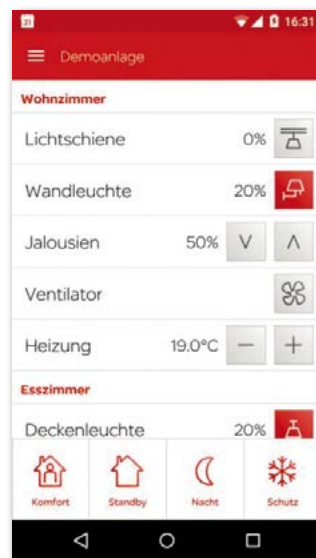 31 16:31
Demoanlage
Wohnzimmer
Lichtschiene 0%
Wandleuchte 20%
Jalousien 50%
Ventilator
Heizung 19.0°C − +
Esszimmer
Deckenleuchte 20%
Komfort Standby Nacht Schutz